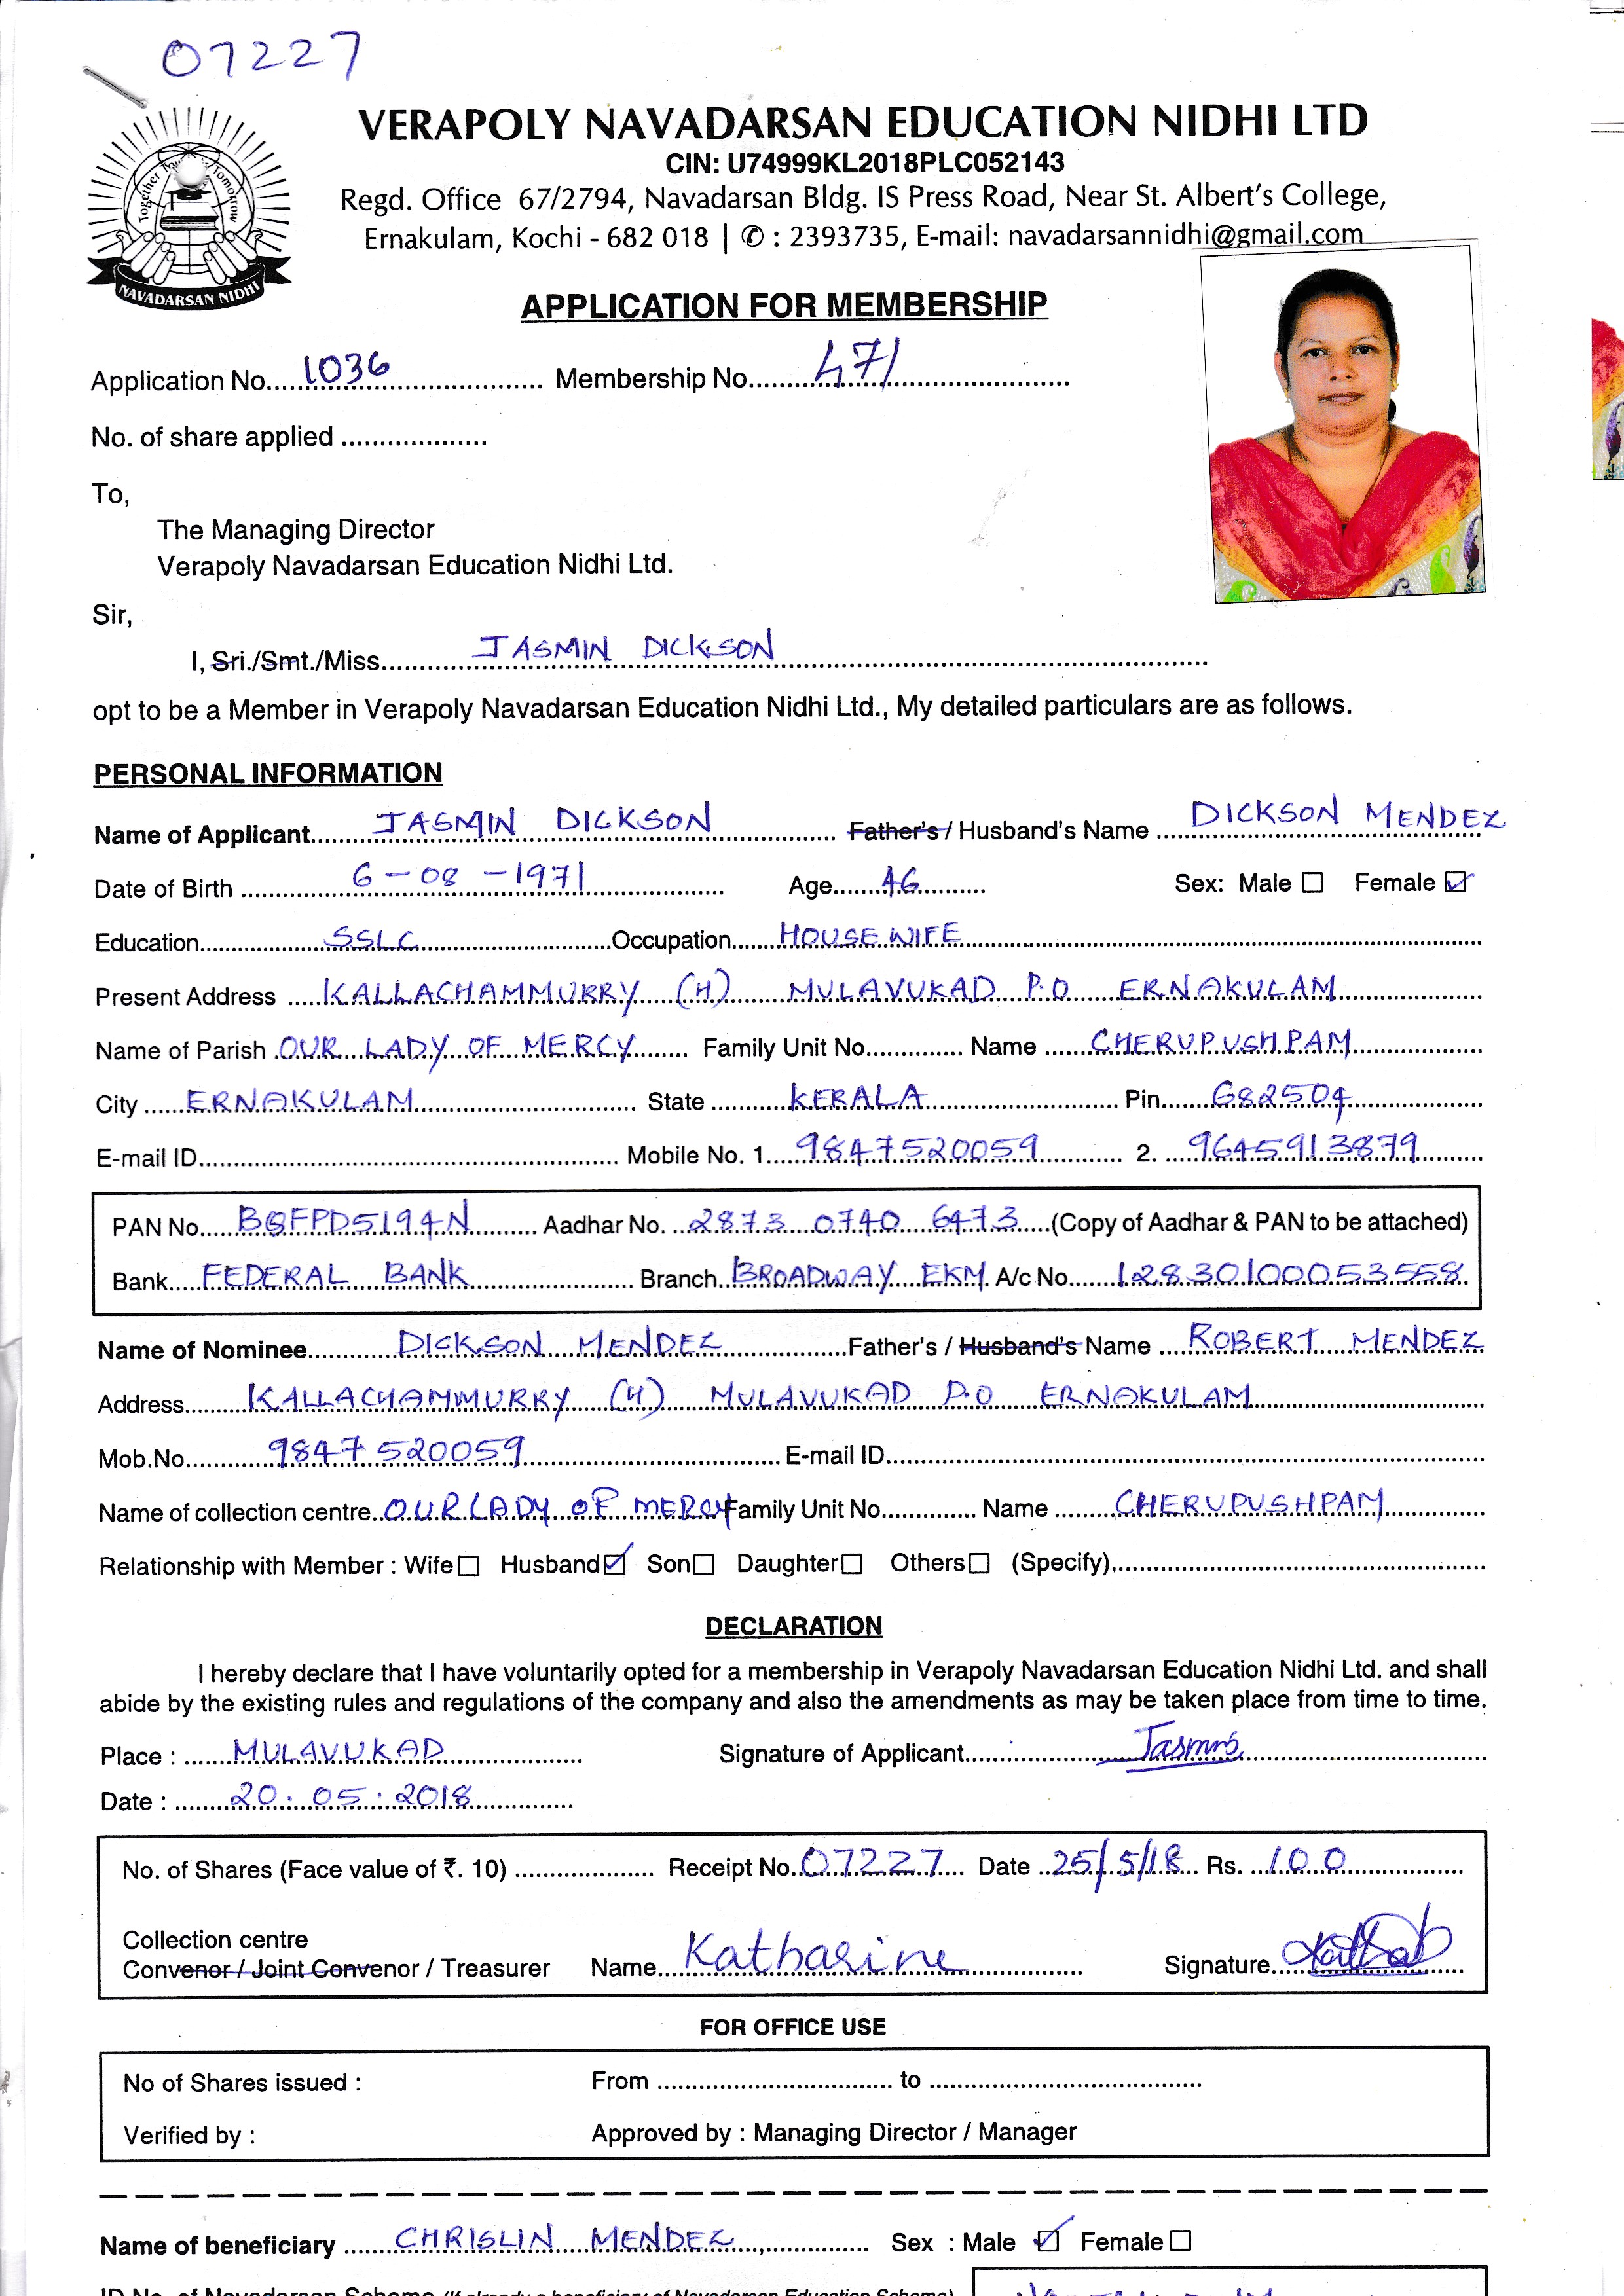 07227
Together Towards Tomorrow
NAVADARSAN NIDHI
VERAPOLY NAVADARSAN EDUCATION NIDHI LTD
CIN: U74999KL2018PLC052143
Regd. Office 67/2794, Navadarsan Bldg. IS Press Road, Near St. Albert's College,
Ernakulam, Kochi - 682 018 | ✆ : 2393735, E-mail: navadarsannidhi@gmail.com
APPLICATION FOR MEMBERSHIP
Application No. 1036 Membership No. 471
No. of share applied
To,
The Managing Director
Verapoly Navadarsan Education Nidhi Ltd.
Sir,
I, Sri./Smt./Miss. JASMIN DICKSON
opt to be a Member in Verapoly Navadarsan Education Nidhi Ltd., My detailed particulars are as follows.
PERSONAL INFORMATION
Name of Applicant JASMIN DICKSON Father's / Husband's Name DICKSON MENDEZ
Date of Birth 6-08-1971 Age 46 Sex: Male ☐ Female ☑
Education SSLC Occupation HOUSE WIFE
Present Address KALLACHAMMURRY (H) MULAVUKAD P.O ERNAKULAM
Name of Parish OUR LADY OF MERCY Family Unit No. Name CHERUPUSHPAM
City ERNAKULAM State KERALA Pin 682504
E-mail ID Mobile No. 1 9847520059 2. 9645913879
PAN No. BQFPD5194N Aadhar No. 2873 0740 6473 (Copy of Aadhar & PAN to be attached)
Bank FEDERAL BANK Branch BROADWAY EKM A/c No. 12830100053558
Name of Nominee DICKSON MENDEZ Father's / Husband's Name ROBERT MENDEZ
Address KALLACHAMMURRY (H) MULAVUKAD P.O ERNAKULAM
Mob.No. 9847520059 E-mail ID
Name of collection centre OUR LADY OF MERCY Family Unit No. Name CHERUPUSHPAM
Relationship with Member : Wife ☐ Husband ☑ Son ☐ Daughter ☐ Others ☐ (Specify)
DECLARATION
I hereby declare that I have voluntarily opted for a membership in Verapoly Navadarsan Education Nidhi Ltd. and shall
abide by the existing rules and regulations of the company and also the amendments as may be taken place from time to time.
Place : MULAVUKAD Signature of Applicant
Date : 20.05.2018
No. of Shares (Face value of ₹. 10) Receipt No. 07227 Date 25/5/18 Rs. 100
Collection centre
Convenor / Joint Convenor / Treasurer Name Katharine Signature
FOR OFFICE USE
No of Shares issued : From to
Verified by : Approved by : Managing Director / Manager
Name of beneficiary CHRISLIN MENDEZ Sex : Male ☑ Female ☐
ID No. of Navadarsan Scheme (If already a beneficiary of Navadarsan Education Scheme)